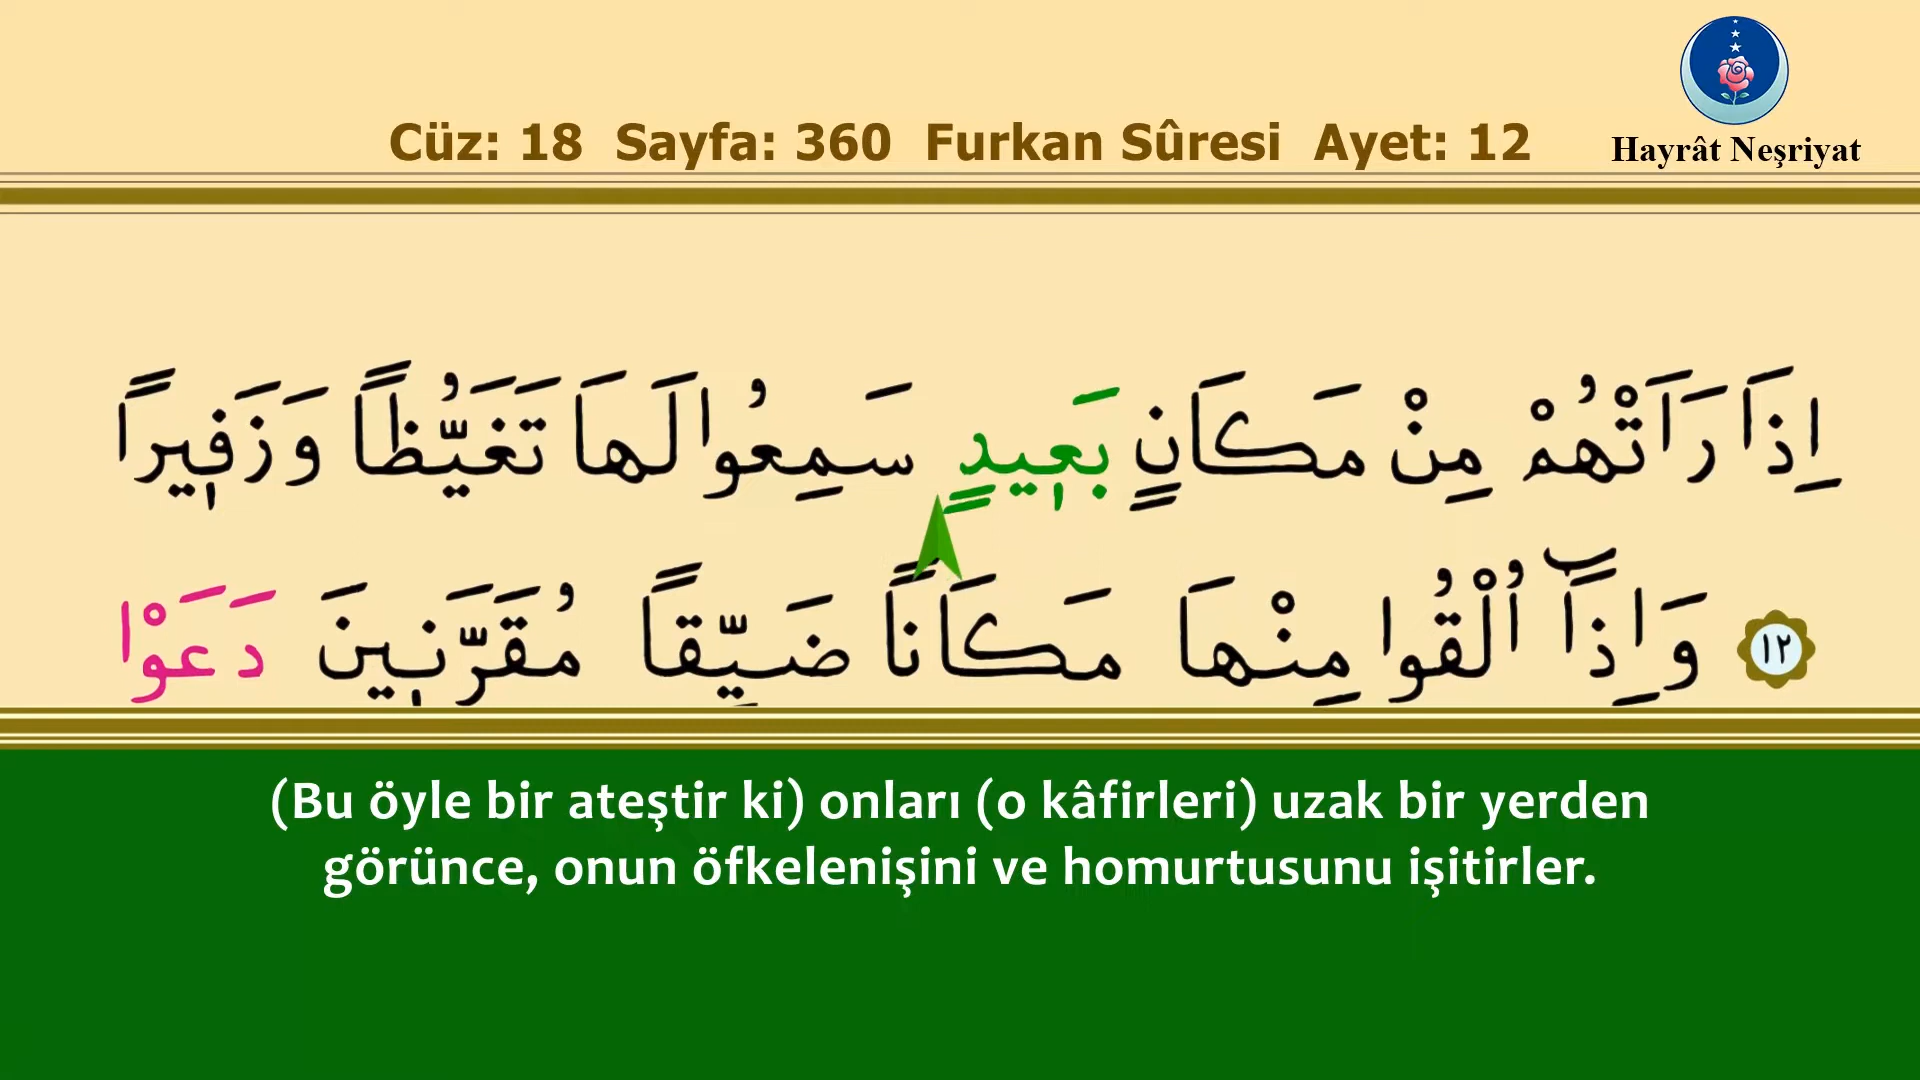 Cüz: 18 Sayfa: 360 Furkan Sûresi Ayet: 12
Hayrât Neşriyat
اِذَا رَاَتْهُمْ مِنْ مَكَانٍ بَعٖيدٍ سَمِعُوا لَهَا تَغَيُّظًا وَزَفٖيرًا
١٢ وَاِذَٓا اُلْقُوا مِنْهَا مَكَانًا ضَيِّقًا مُقَرَّنٖينَ دَعَوْا
(Bu öyle bir ateştir ki) onları (o kâfirleri) uzak bir yerden
görünce, onun öfkelenişini ve homurtusunu işitirler.